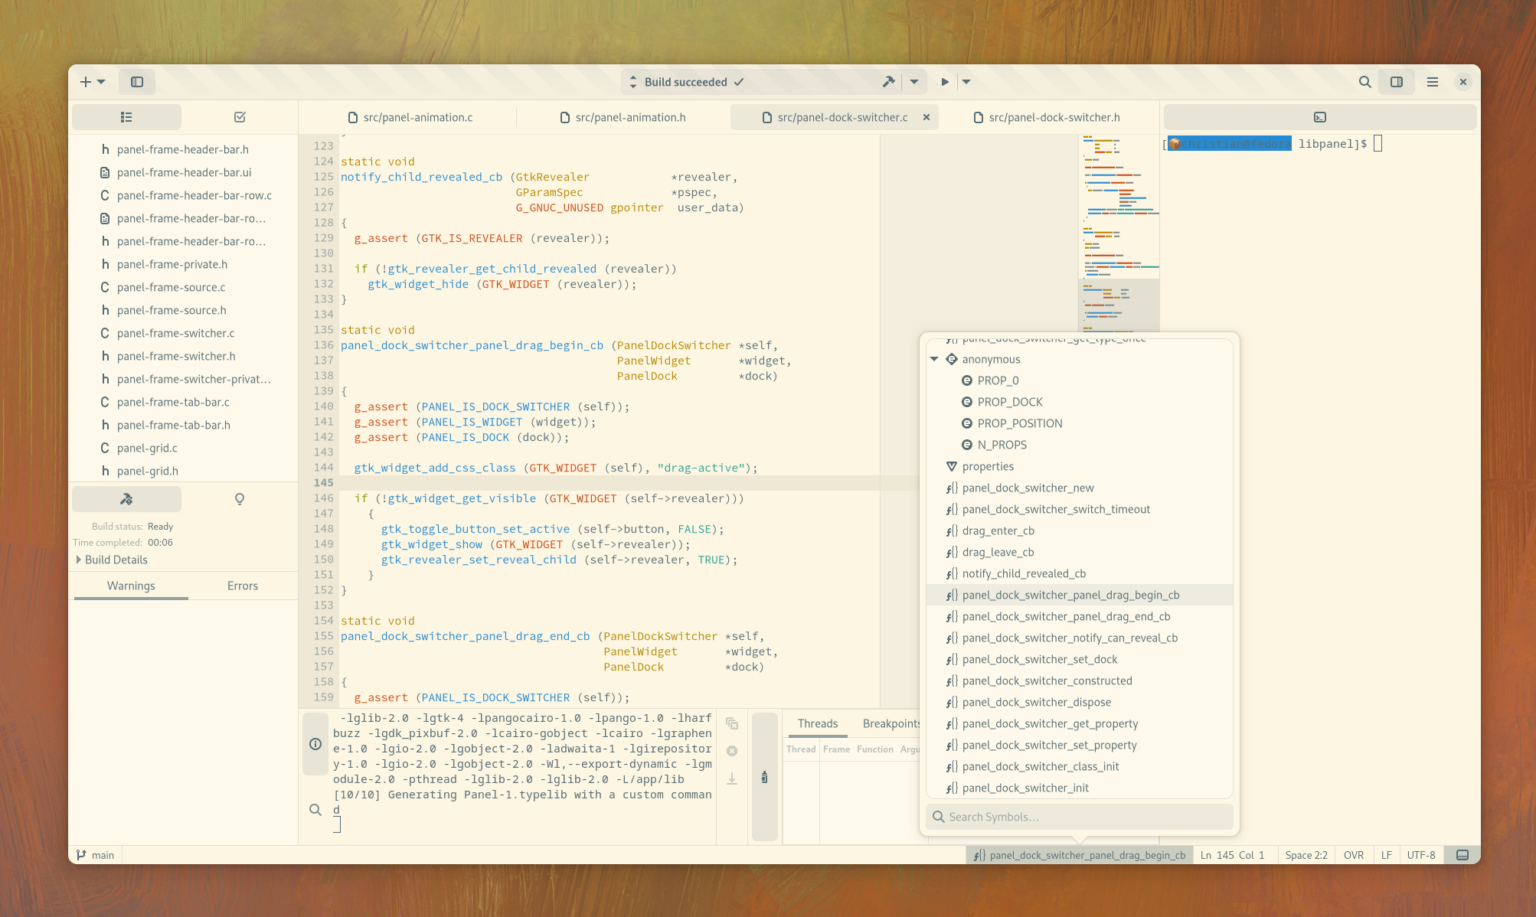 Build succeeded
src/panel-animation.c
src/panel-animation.h
src/panel-dock-switcher.c
src/panel-dock-switcher.h
panel-frame-header-bar.h
panel-frame-header-bar.ui
panel-frame-header-bar-row.c
panel-frame-header-bar-ro…
panel-frame-header-bar-ro…
panel-frame-private.h
panel-frame-source.c
panel-frame-source.h
panel-frame-switcher.c
panel-frame-switcher.h
panel-frame-switcher-privat…
panel-frame-tab-bar.c
panel-frame-tab-bar.h
panel-grid.c
panel-grid.h
Build status: Ready
Time completed: 00:06
Build Details
Warnings Errors
123
124 static void
125 notify_child_revealed_cb (GtkRevealer *revealer,
126 GParamSpec *pspec,
127 G_GNUC_UNUSED gpointer user_data)
128 {
129 g_assert (GTK_IS_REVEALER (revealer));
130
131 if (!gtk_revealer_get_child_revealed (revealer))
132 gtk_widget_hide (GTK_WIDGET (revealer));
133 }
134
135 static void
136 panel_dock_switcher_panel_drag_begin_cb (PanelDockSwitcher *self,
137 PanelWidget *widget,
138 PanelDock *dock)
139 {
140 g_assert (PANEL_IS_DOCK_SWITCHER (self));
141 g_assert (PANEL_IS_WIDGET (widget));
142 g_assert (PANEL_IS_DOCK (dock));
143
144 gtk_widget_add_css_class (GTK_WIDGET (self), "drag-active");
145
146 if (!gtk_widget_get_visible (GTK_WIDGET (self->revealer)))
147 {
148 gtk_toggle_button_set_active (self->button, FALSE);
149 gtk_widget_show (GTK_WIDGET (self->revealer));
150 gtk_revealer_set_reveal_child (self->revealer, TRUE);
151 }
152 }
153
154 static void
155 panel_dock_switcher_panel_drag_end_cb (PanelDockSwitcher *self,
156 PanelWidget *widget,
157 PanelDock *dock)
158 {
159 g_assert (PANEL_IS_DOCK_SWITCHER (self));
-lglib-2.0 -lgtk-4 -lpangocairo-1.0 -lpango-1.0 -lharf
buzz -lgdk_pixbuf-2.0 -lcairo-gobject -lcairo -lgraphen
e-1.0 -lgio-2.0 -lgobject-2.0 -ladwaita-1 -lgirepositor
y-1.0 -lgio-2.0 -lgobject-2.0 -Wl,--export-dynamic -lgm
odule-2.0 -pthread -lglib-2.0 -lglib-2.0 -L/app/lib
[10/10] Generating Panel-1.typelib with a custom comman
d
Threads Breakpoints
Thread Frame Function Argu
[christian@fedora libpanel]$
panel_dock_switcher_get_type_once
anonymous
PROP_0
PROP_DOCK
PROP_POSITION
N_PROPS
properties
panel_dock_switcher_new
panel_dock_switcher_switch_timeout
drag_enter_cb
drag_leave_cb
notify_child_revealed_cb
panel_dock_switcher_panel_drag_begin_cb
panel_dock_switcher_panel_drag_end_cb
panel_dock_switcher_notify_can_reveal_cb
panel_dock_switcher_set_dock
panel_dock_switcher_constructed
panel_dock_switcher_dispose
panel_dock_switcher_get_property
panel_dock_switcher_set_property
panel_dock_switcher_class_init
panel_dock_switcher_init
Search Symbols…
main
panel_dock_switcher_panel_drag_begin_cb Ln 145 Col 1 Space 2:2 OVR LF UTF-8